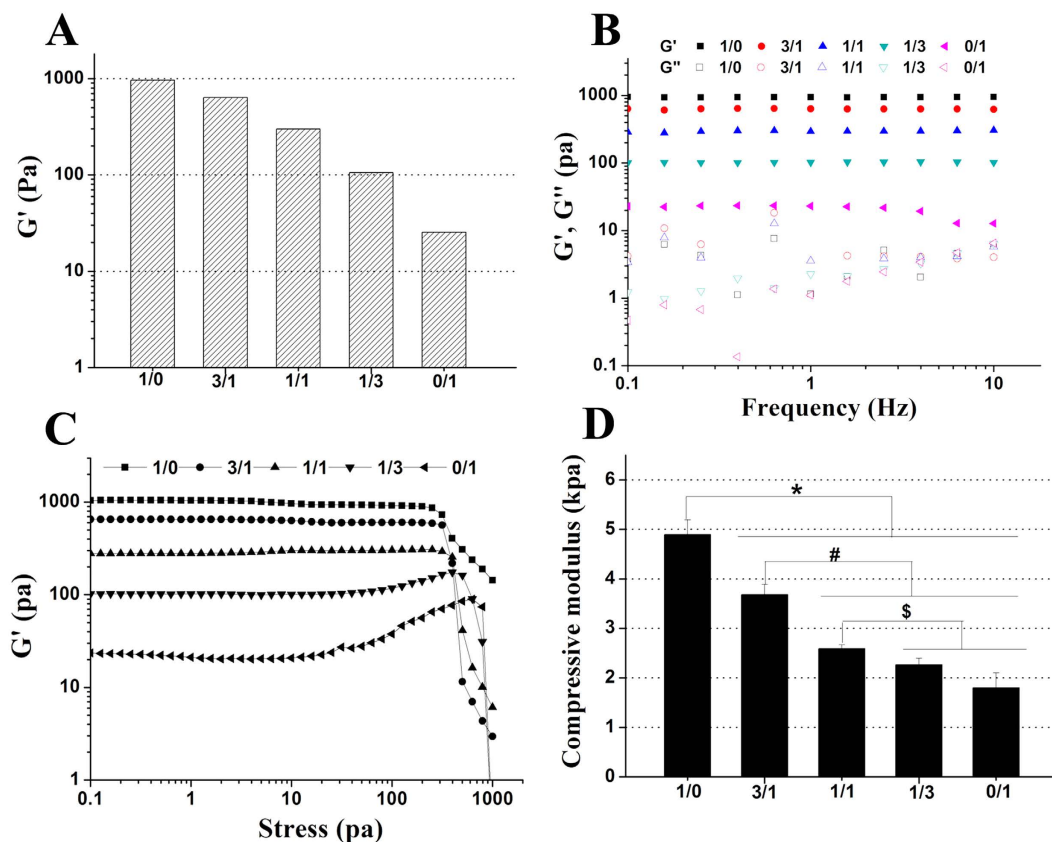 A
G' (Pa)
1000
100
10
1
1/0 3/1 1/1 1/3 0/1
B
G' 1/0 3/1 1/1 1/3 0/1
G'' 1/0 3/1 1/1 1/3 0/1
G', G'' (pa)
1000
100
10
1
0.1
0.1 1 10
Frequency (Hz)
C
1/0 3/1 1/1 1/3 0/1
G' (pa)
1000
100
10
1
0.1 1 10 100 1000
Stress (pa)
D
Compressive modulus (kpa)
6
5
4
3
2
1
0
*
#
$
1/0 3/1 1/1 1/3 0/1